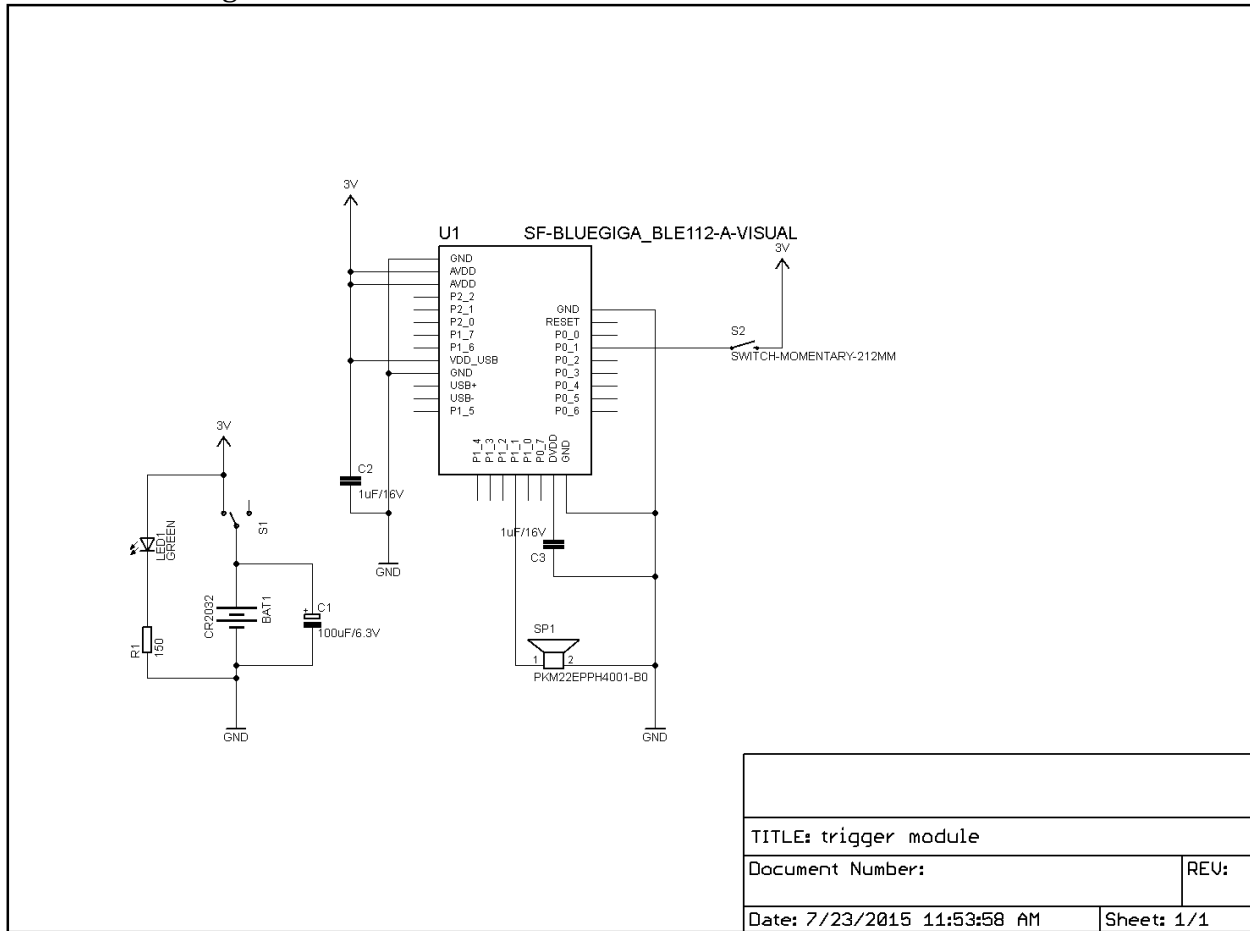 3V
U1 SF-BLUEGIGA_BLE112-A-VISUAL
GND
AVDD
AVDD
P2_2
P2_1
P2_0
P1_7
P1_6
VDD_USB
GND
USB+
USB-
P1_5
GND
RESET
P0_0
P0_1
P0_2
P0_3
P0_4
P0_5
P0_6
P1_4
P1_3
P1_2
P1_1
P1_0
P0_7
DVDD
GND
3V
S2
SWITCH-MOMENTARY-212MM
C2
1uF/16V
GND
3V
S1
LED1
GREEN
R1
150
CR2032
BAT1
+
C1
100uF/6.3V
GND
1uF/16V
C3
SP1
1 2
PKM22EPPH4001-B0
GND
TITLE: trigger module
Document Number:
REV:
Date: 7/23/2015 11:53:58 AM
Sheet: 1/1